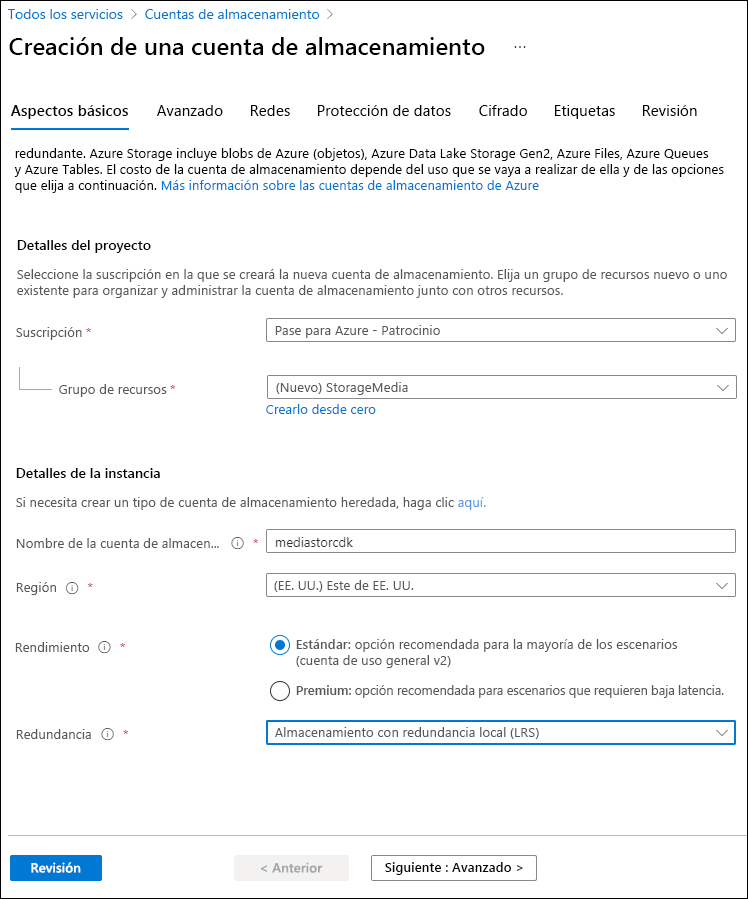 Todos los servicios > Cuentas de almacenamiento >
Creación de una cuenta de almacenamiento ...
Aspectos básicos Avanzado Redes Protección de datos Cifrado Etiquetas Revisión
redundante. Azure Storage incluye blobs de Azure (objetos), Azure Data Lake Storage Gen2, Azure Files, Azure Queues
y Azure Tables. El costo de la cuenta de almacenamiento depende del uso que se vaya a realizar de ella y de las opciones
que elija a continuación. Más información sobre las cuentas de almacenamiento de Azure
Detalles del proyecto
Seleccione la suscripción en la que se creará la nueva cuenta de almacenamiento. Elija un grupo de recursos nuevo o uno
existente para organizar y administrar la cuenta de almacenamiento junto con otros recursos.
Suscripción * Pase para Azure - Patrocinio
Grupo de recursos * (Nuevo) StorageMedia
Crearlo desde cero
Detalles de la instancia
Si necesita crear un tipo de cuenta de almacenamiento heredada, haga clic aquí.
Nombre de la cuenta de almacen... * mediastorcdk
Región * (EE. UU.) Este de EE. UU.
Rendimiento * Estándar: opción recomendada para la mayoría de los escenarios
(cuenta de uso general v2)
Premium: opción recomendada para escenarios que requieren baja latencia.
Redundancia * Almacenamiento con redundancia local (LRS)
Revisión < Anterior Siguiente : Avanzado >